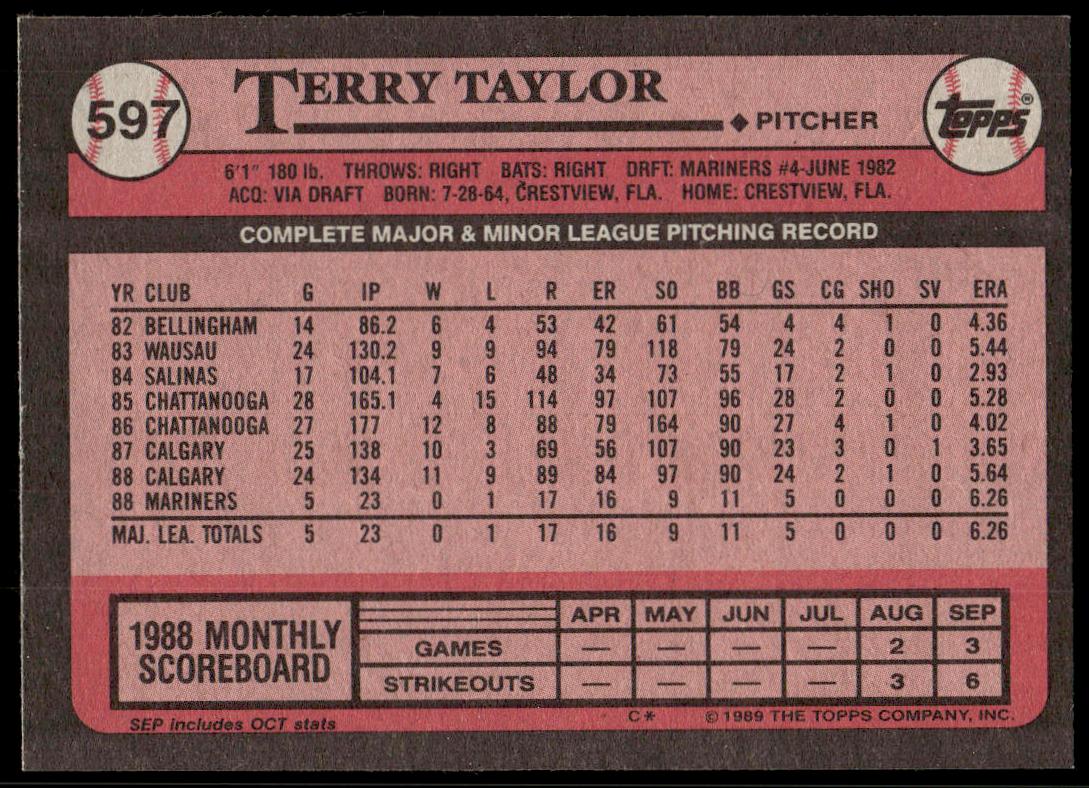 597
TERRY TAYLOR
◆ PITCHER
Topps®
6'1" 180 lb. THROWS: RIGHT BATS: RIGHT DRFT: MARINERS #4-JUNE 1982
ACQ: VIA DRAFT BORN: 7-28-64, CRESTVIEW, FLA. HOME: CRESTVIEW, FLA.
COMPLETE MAJOR & MINOR LEAGUE PITCHING RECORD
YR CLUB G IP W L R ER SO BB GS CG SHO SV ERA
82 BELLINGHAM 14 86.2 6 4 53 42 61 54 4 4 1 0 4.36
83 WAUSAU 24 130.2 9 9 94 79 118 79 24 2 0 0 5.44
84 SALINAS 17 104.1 7 6 48 34 73 55 17 2 1 0 2.93
85 CHATTANOOGA 28 165.1 4 15 114 97 107 96 28 2 0 0 5.28
86 CHATTANOOGA 27 177 12 8 88 79 164 90 27 4 1 0 4.02
87 CALGARY 25 138 10 3 69 56 107 90 23 3 0 1 3.65
88 CALGARY 24 134 11 9 89 84 97 90 24 2 1 0 5.64
88 MARINERS 5 23 0 1 17 16 9 11 5 0 0 0 6.26
MAJ. LEA. TOTALS 5 23 0 1 17 16 9 11 5 0 0 0 6.26
1988 MONTHLY
SCOREBOARD
APR MAY JUN JUL AUG SEP
GAMES — — — — 2 3
STRIKEOUTS — — — — 3 6
SEP includes OCT stats
C* © 1989 THE TOPPS COMPANY, INC.